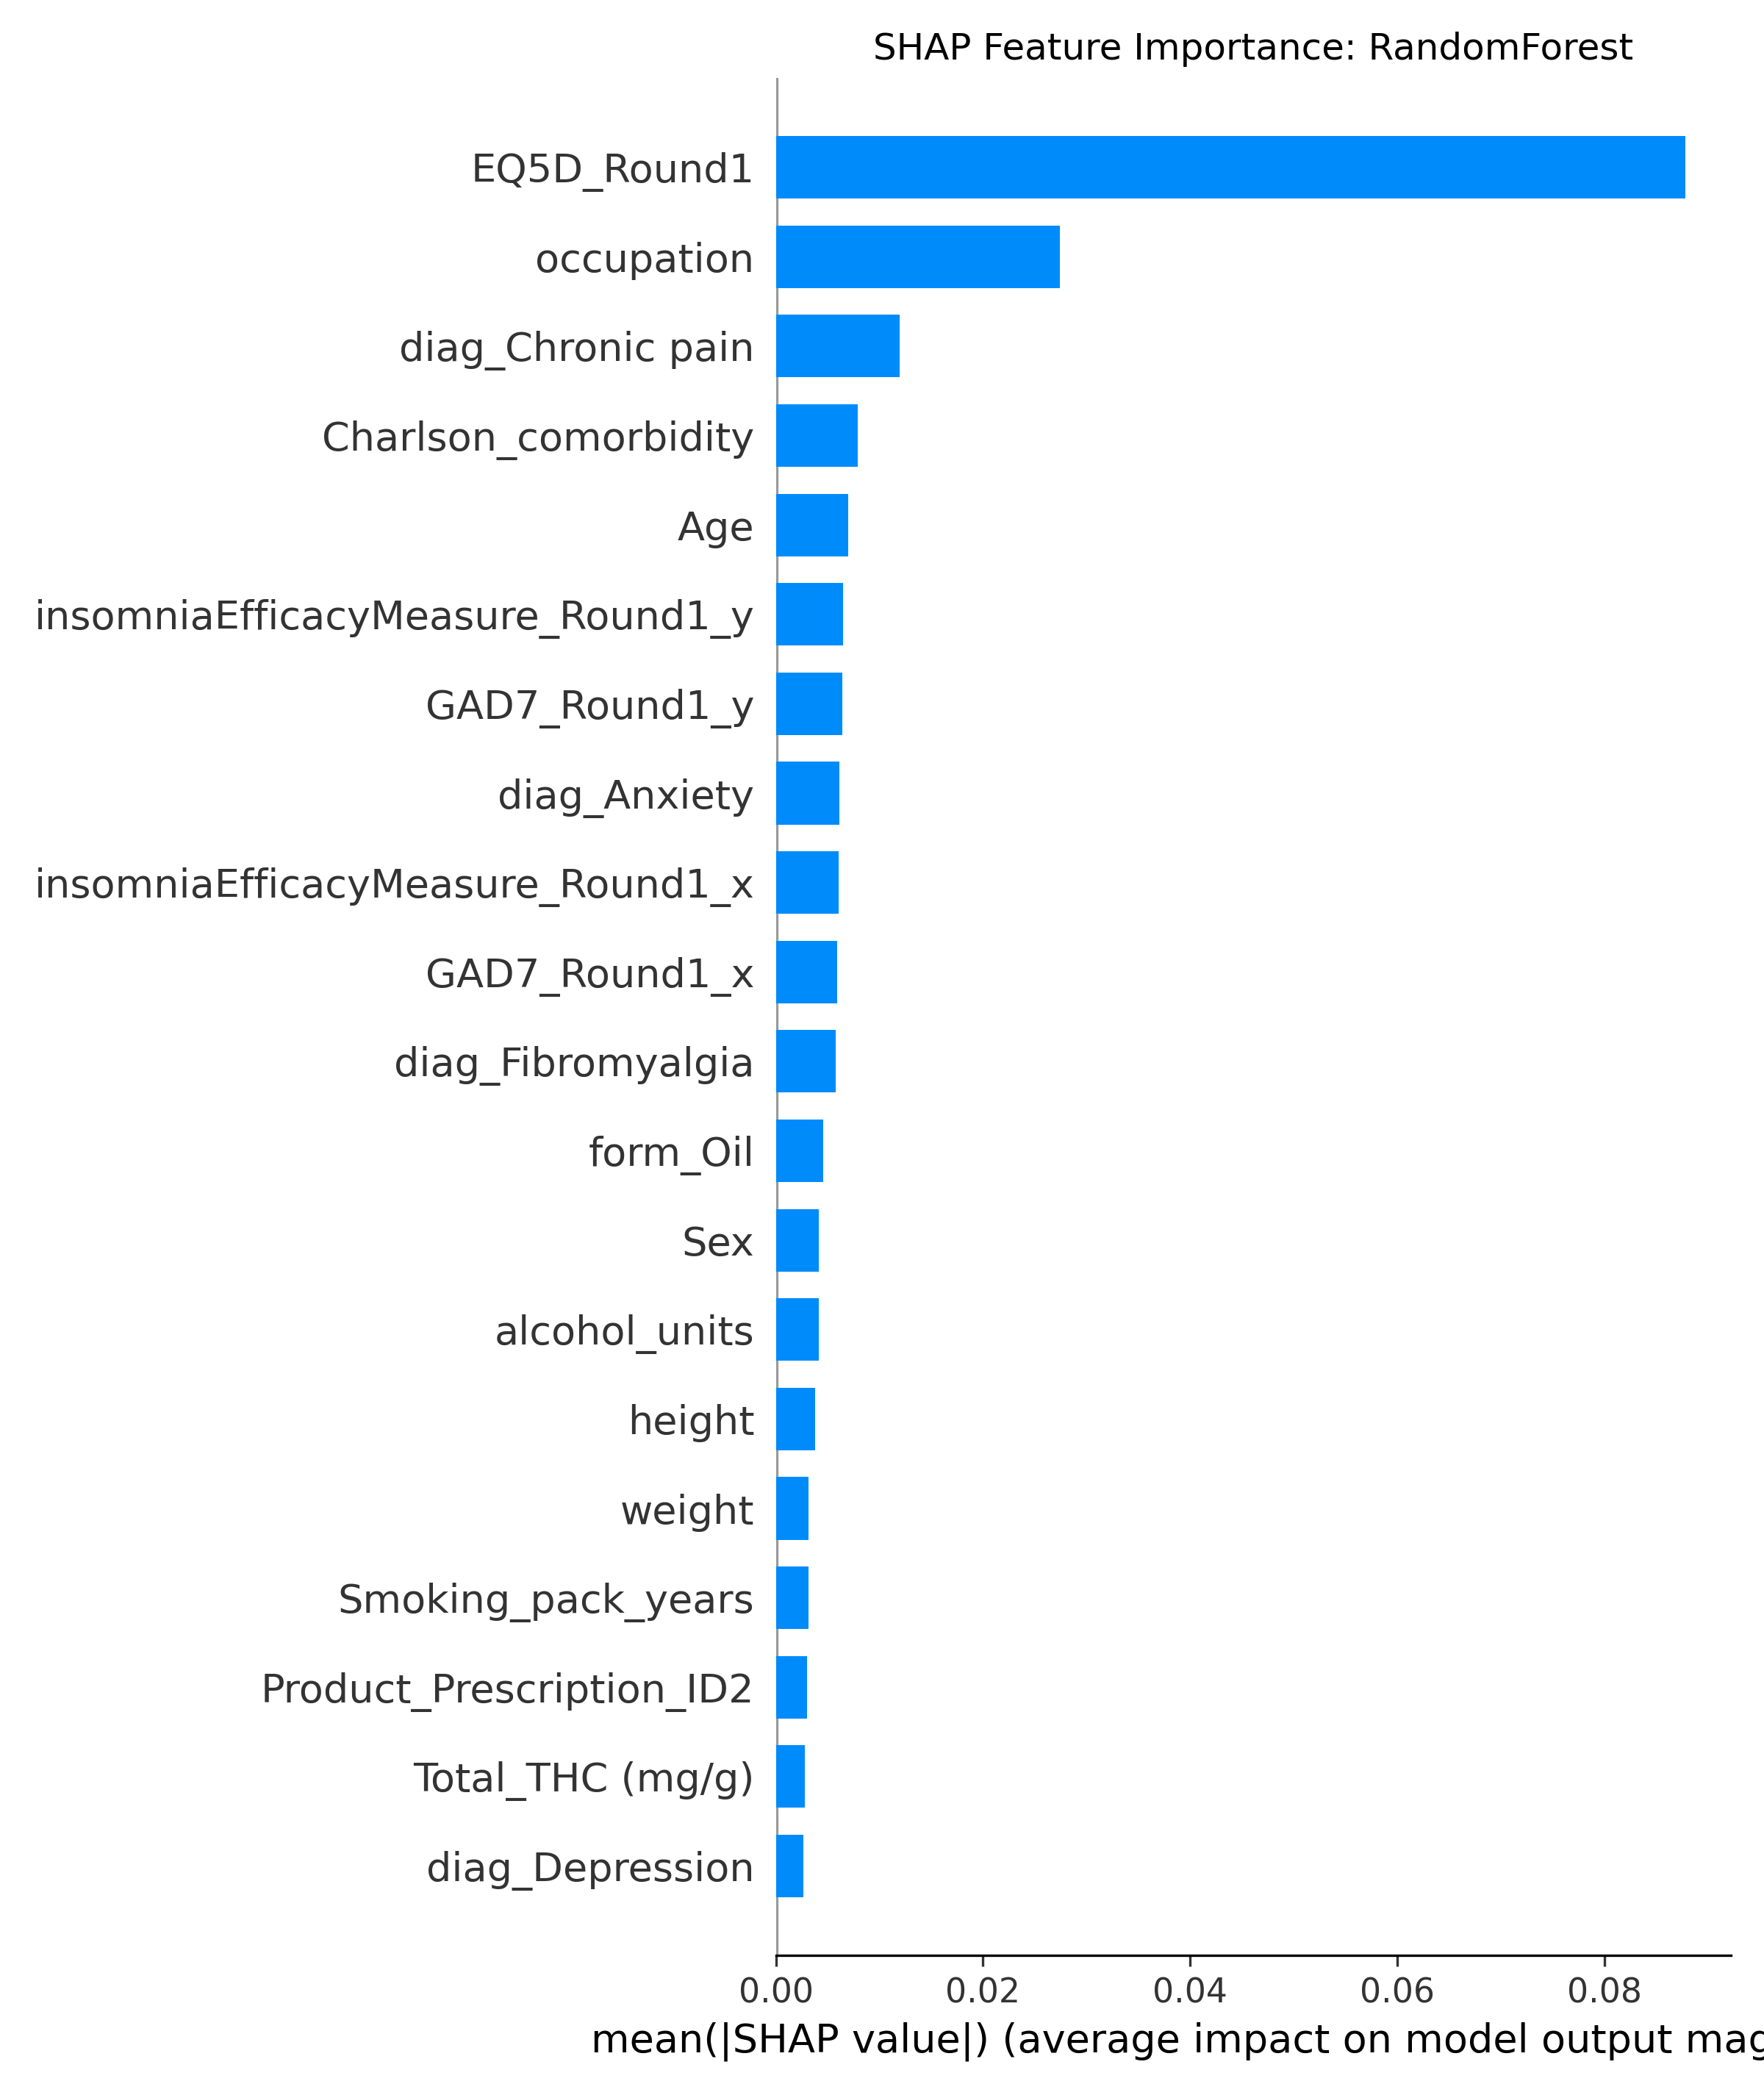 SHAP Feature Importance: RandomForest
EQ5D_Round1
occupation
diag_Chronic pain
Charlson_comorbidity
Age
insomniaEfficacyMeasure_Round1_y
GAD7_Round1_y
diag_Anxiety
insomniaEfficacyMeasure_Round1_x
GAD7_Round1_x
diag_Fibromyalgia
form_Oil
Sex
alcohol_units
height
weight
Smoking_pack_years
Product_Prescription_ID2
Total_THC (mg/g)
diag_Depression
0.00 0.02 0.04 0.06 0.08
mean(|SHAP value|) (average impact on model output mag